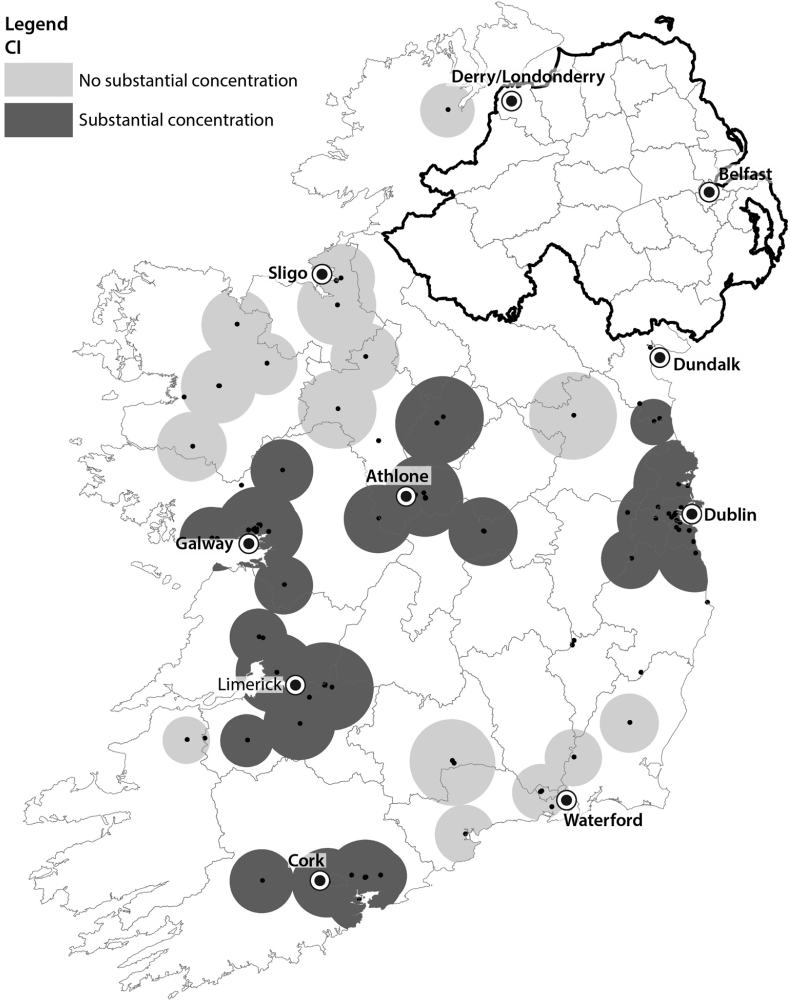 Legend
CI
No substantial concentration
Substantial concentration
Derry/Londonderry
Belfast
Sligo
Dundalk
Athlone
Dublin
Galway
Limerick
Waterford
Cork